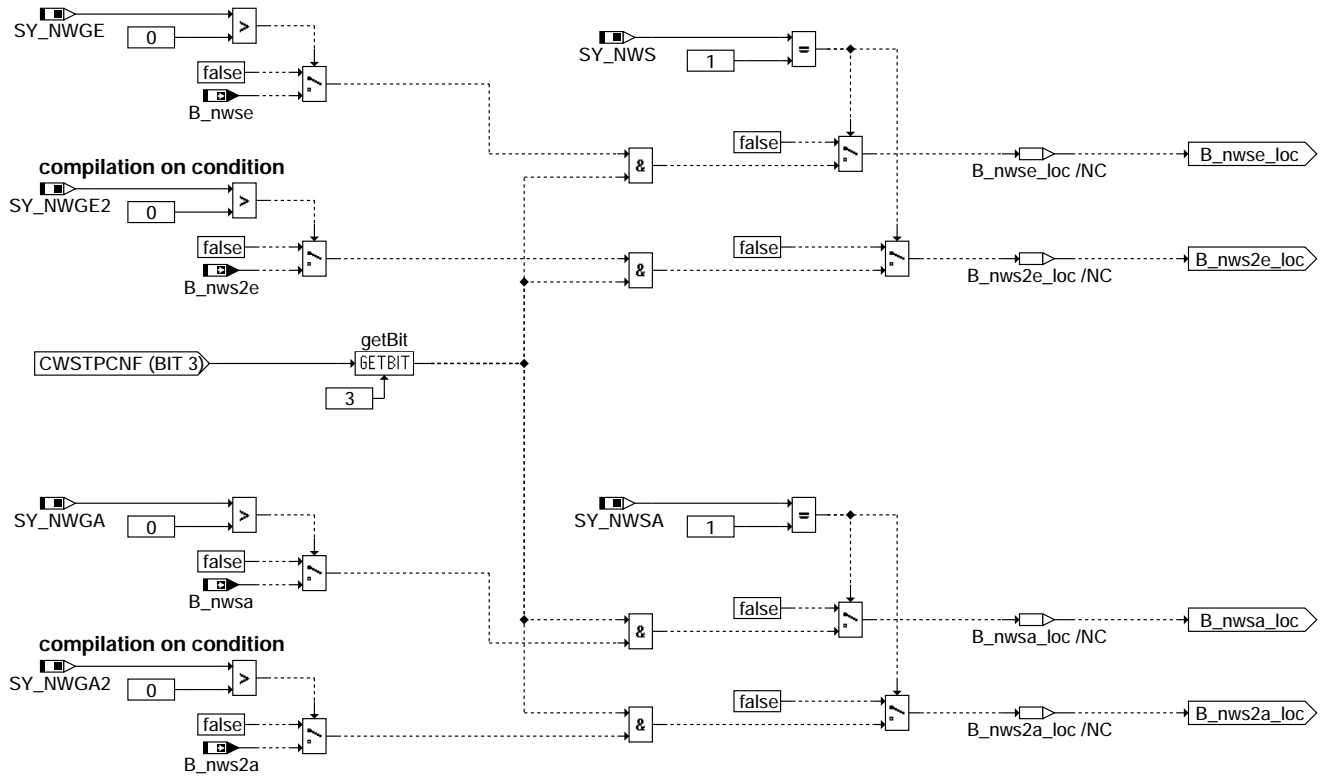 SY_NWGE
0
>
false
B_nwse
SY_NWS
1
=
false
&
B_nwse_loc /NC
B_nwse_loc
compilation on condition
SY_NWGE2
0
>
false
B_nws2e
false
&
B_nws2e_loc /NC
B_nws2e_loc
CWSTPCNF (BIT 3)
getBit
GETBIT
3
SY_NWGA
0
>
false
B_nwsa
SY_NWSA
1
=
false
&
B_nwsa_loc /NC
B_nwsa_loc
compilation on condition
SY_NWGA2
0
>
false
B_nws2a
false
&
B_nws2a_loc /NC
B_nws2a_loc